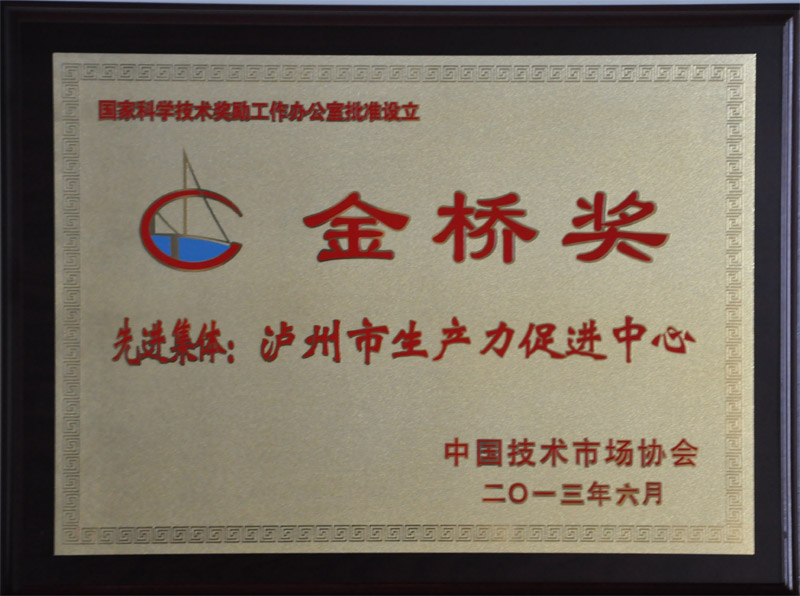 国家科学技术奖励工作办公室批准设立
金桥奖
先进集体：泸州市生产力促进中心
中国技术市场协会
二〇一三年六月